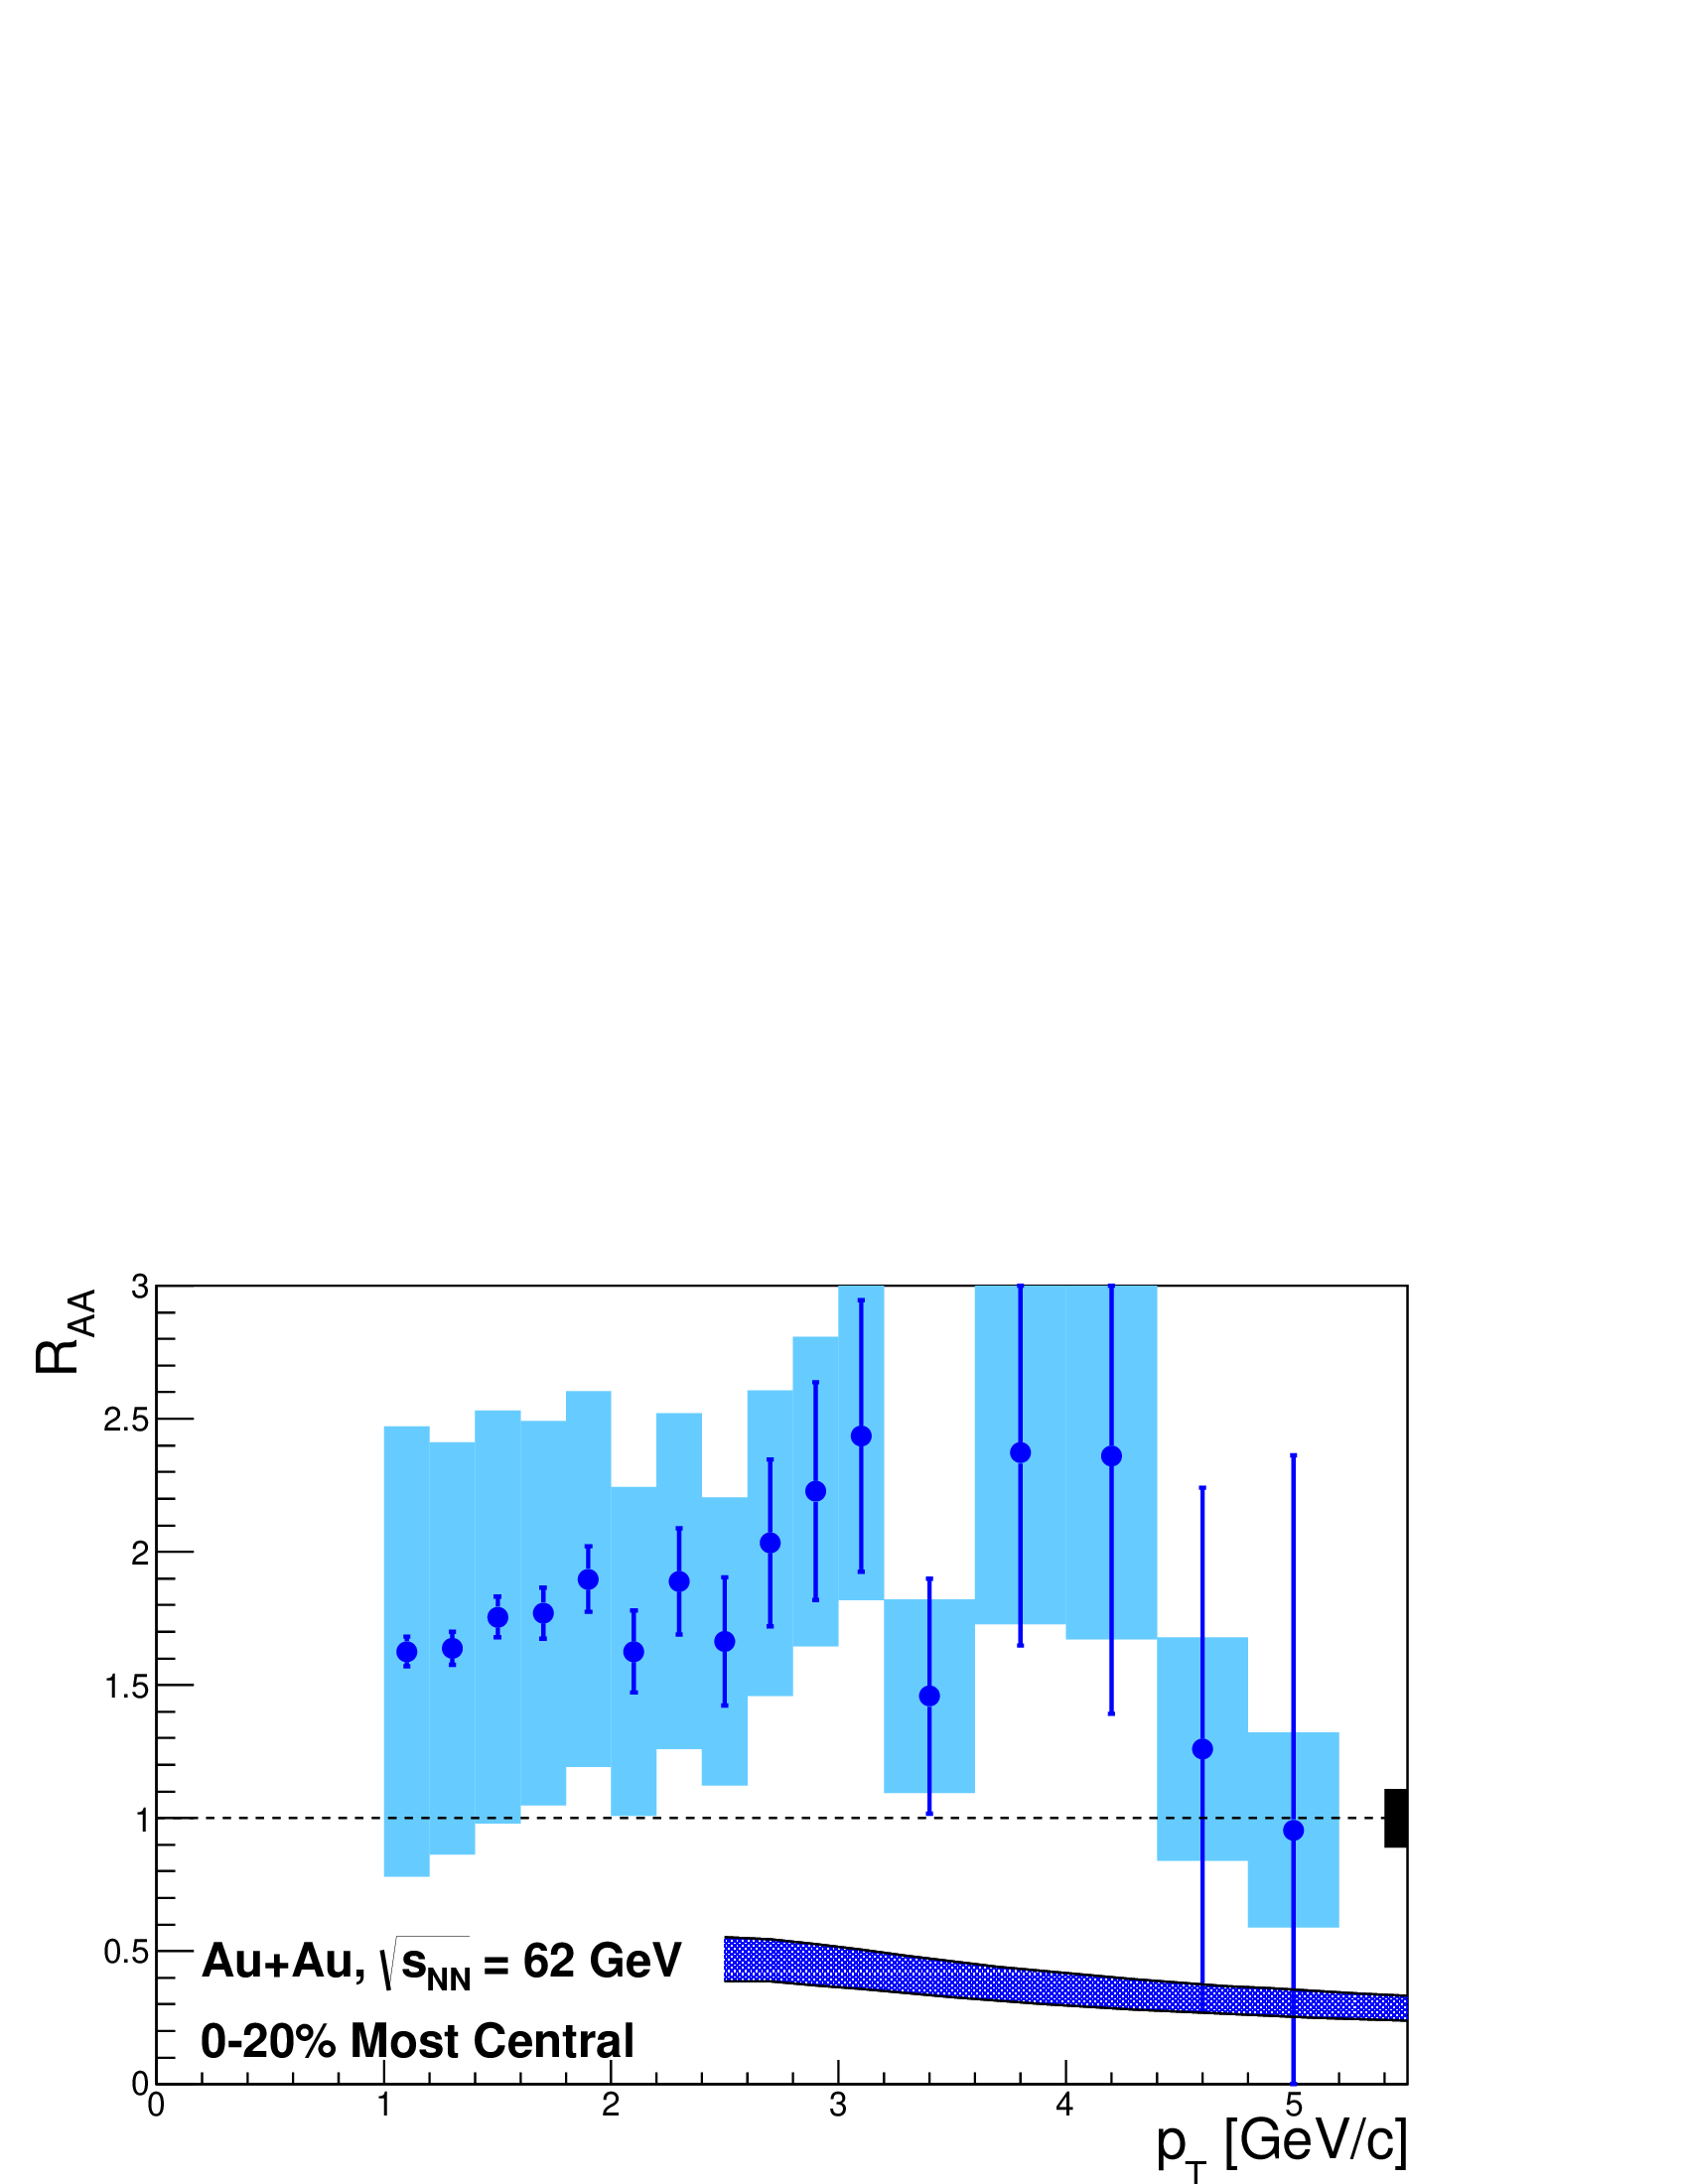 R_AA
3
2.5
2
1.5
1
0.5
0
Au+Au, √s_NN = 62 GeV
0-20% Most Central
0 1 2 3 4 5
p_T [GeV/c]